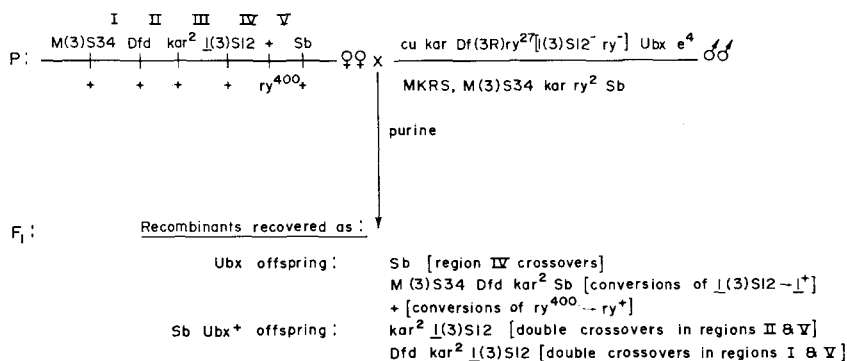 I II III IV V
M(3)S34 Dfd kar² l(3)S12 + Sb
cu kar Df(3R)ry²⁷[l(3)S12⁻ ry⁻] Ubx e⁴
P: ♀♀ X ♂♂
+ + + + ry⁴⁰⁰ +
MKRS, M(3)S34 kar ry² Sb
purine
F₁: Recombinants recovered as:
Ubx offspring: Sb [region IV crossovers]
M(3)S34 Dfd kar² Sb [conversions of l(3)S12→l⁺]
+ [conversions of ry⁴⁰⁰→ ry⁺]
Sb Ubx⁺ offspring: kar² l(3)S12 [double crossovers in regions II & V]
Dfd kar² l(3)S12 [double crossovers in regions I & V]